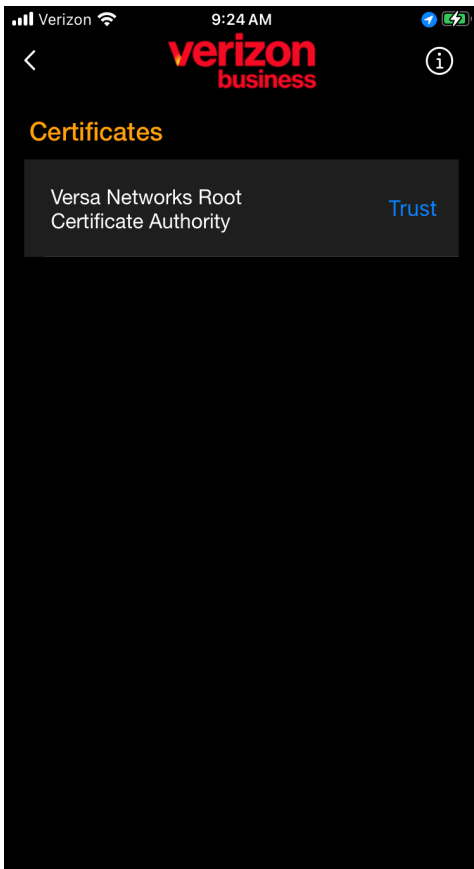 Verizon 9:24 AM
verizon
business
Certificates
Versa Networks Root
Certificate Authority
Trust